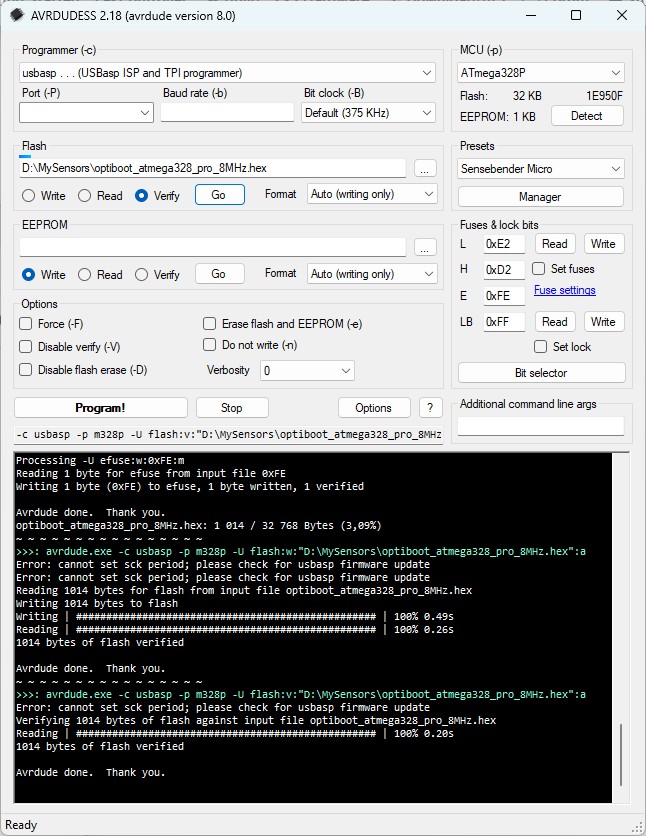 AVRDUDESS 2.18 (avrdude version 8.0)
Programmer (-c)
usbasp . . . (USBasp ISP and TPI programmer)
Port (-P)
Baud rate (-b)
Bit clock (-B)
Default (375 KHz)
MCU (-p)
ATmega328P
Flash: 32 KB 1E950F
EEPROM: 1 KB Detect
Flash
D:\MySensors\optiboot_atmega328_pro_8MHz.hex
...
Write Read Verify Go Format Auto (writing only)
Presets
Sensebender Micro
Manager
EEPROM
...
Write Read Verify Go Format Auto (writing only)
Fuses & lock bits
L 0xE2 Read Write
H 0xD2 Set fuses
E 0xFE Fuse settings
LB 0xFF Read Write
Set lock
Bit selector
Options
Force (-F) Erase flash and EEPROM (-e)
Disable verify (-V) Do not write (-n)
Disable flash erase (-D) Verbosity 0
Program! Stop Options ?
Additional command line args
-c usbasp -p m328p -U flash:v:"D:\MySensors\optiboot_atmega328_pro_8MHz
Processing -U efuse:w:0xFE:m
Reading 1 byte for efuse from input file 0xFE
Writing 1 byte (0xFE) to efuse, 1 byte written, 1 verified
Avrdude done.  Thank you.
optiboot_atmega328_pro_8MHz.hex: 1 014 / 32 768 Bytes (3,09%)
~ ~ ~ ~ ~ ~ ~ ~ ~ ~ ~ ~ ~ ~ ~ ~
>>>: avrdude.exe -c usbasp -p m328p -U flash:w:"D:\MySensors\optiboot_atmega328_pro_8MHz.hex":a
Error: cannot set sck period; please check for usbasp firmware update
Error: cannot set sck period; please check for usbasp firmware update
Reading 1014 bytes for flash from input file optiboot_atmega328_pro_8MHz.hex
Writing 1014 bytes to flash
Writing | ################################################## | 100% 0.49s
Reading | ################################################## | 100% 0.26s
1014 bytes of flash verified
Avrdude done.  Thank you.
~ ~ ~ ~ ~ ~ ~ ~ ~ ~ ~ ~ ~ ~ ~ ~
>>>: avrdude.exe -c usbasp -p m328p -U flash:v:"D:\MySensors\optiboot_atmega328_pro_8MHz.hex":a
Error: cannot set sck period; please check for usbasp firmware update
Verifying 1014 bytes of flash against input file optiboot_atmega328_pro_8MHz.hex
Reading | ################################################## | 100% 0.20s
1014 bytes of flash verified
Avrdude done.  Thank you.
Ready